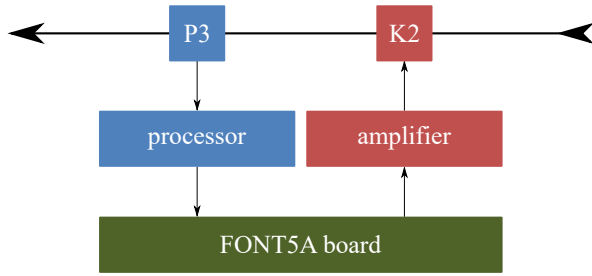 P3
K2
processor
amplifier
FONT5A board